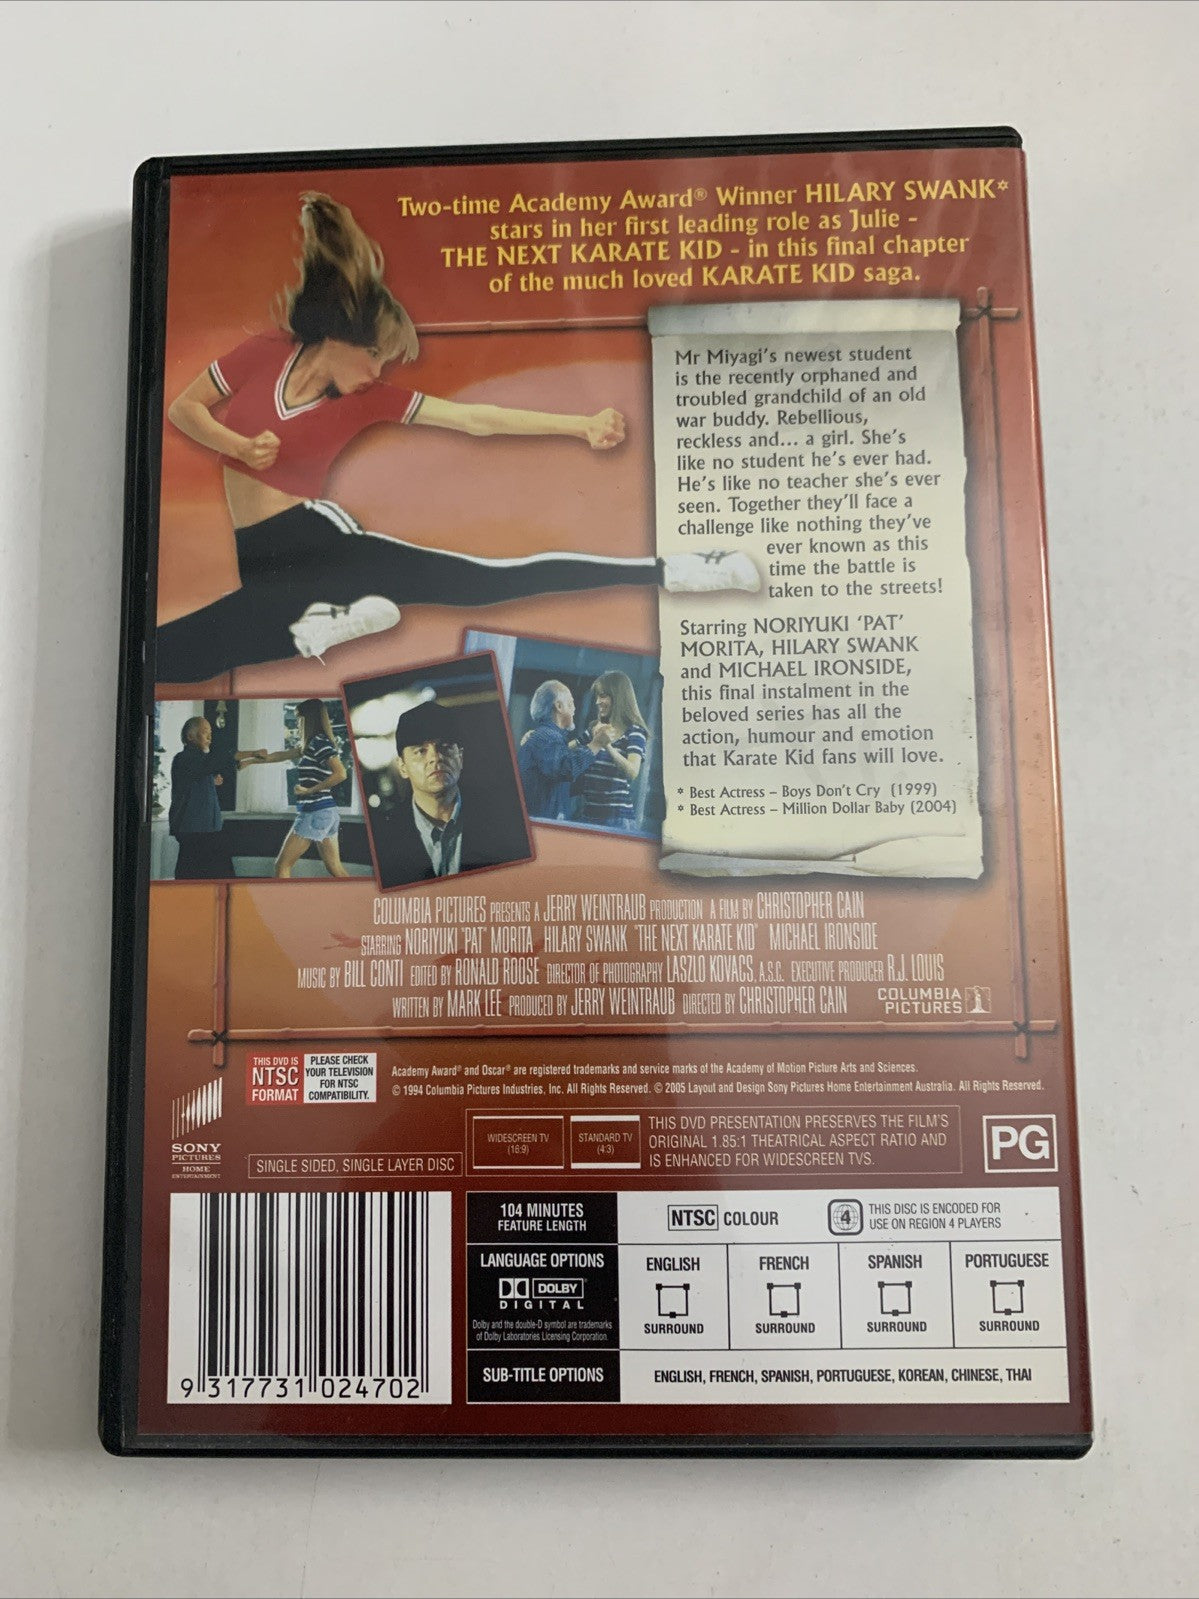 Two-time Academy Award® Winner HILARY SWANK*
stars in her first leading role as Julie -
THE NEXT KARATE KID - in this final chapter
of the much loved KARATE KID saga.
Mr Miyagi's newest student
is the recently orphaned and
troubled grandchild of an old
war buddy. Rebellious,
reckless and... a girl. She's
like no student he's ever had.
He's like no teacher she's ever
seen. Together they'll face a
challenge like nothing they've
ever known as this
time the battle is
taken to the streets!
Starring NORIYUKI 'PAT'
MORITA, HILARY SWANK
and MICHAEL IRONSIDE,
this final instalment in the
beloved series has all the
action, humour and emotion
that Karate Kid fans will love.
* Best Actress – Boys Don't Cry (1999)
* Best Actress – Million Dollar Baby (2004)
COLUMBIA PICTURES PRESENTS A JERRY WEINTRAUB PRODUCTION A FILM BY CHRISTOPHER CAIN
STARRING NORIYUKI "PAT" MORITA HILARY SWANK "THE NEXT KARATE KID" MICHAEL IRONSIDE
MUSIC BY BILL CONTI EDITED BY RONALD ROOSE DIRECTOR OF PHOTOGRAPHY LASZLO KOVACS, A.S.C. EXECUTIVE PRODUCER R.J. LOUIS
WRITTEN BY MARK LEE PRODUCED BY JERRY WEINTRAUB DIRECTED BY CHRISTOPHER CAIN
COLUMBIA
PICTURES
THIS DVD IS
NTSC
FORMAT
PLEASE CHECK
YOUR TELEVISION
FOR NTSC
COMPATIBILITY.
Academy Award® and Oscar® are registered trademarks and service marks of the Academy of Motion Picture Arts and Sciences.
© 1994 Columbia Pictures Industries, Inc. All Rights Reserved. © 2005 Layout and Design Sony Pictures Home Entertainment Australia. All Rights Reserved.
SONY
PICTURES
HOME
ENTERTAINMENT
SINGLE SIDED, SINGLE LAYER DISC
WIDESCREEN TV
(16:9)
STANDARD TV
(4:3)
THIS DVD PRESENTATION PRESERVES THE FILM'S
ORIGINAL 1.85:1 THEATRICAL ASPECT RATIO AND
IS ENHANCED FOR WIDESCREEN TVS.
PG
9 317731 024702
104 MINUTES
FEATURE LENGTH
NTSC COLOUR
4
THIS DISC IS ENCODED FOR
USE ON REGION 4 PLAYERS
LANGUAGE OPTIONS
DOLBY
DIGITAL
Dolby and the double-D symbol are trademarks
of Dolby Laboratories Licensing Corporation.
ENGLISH
SURROUND
FRENCH
SURROUND
SPANISH
SURROUND
PORTUGUESE
SURROUND
SUB-TITLE OPTIONS
ENGLISH, FRENCH, SPANISH, PORTUGUESE, KOREAN, CHINESE, THAI